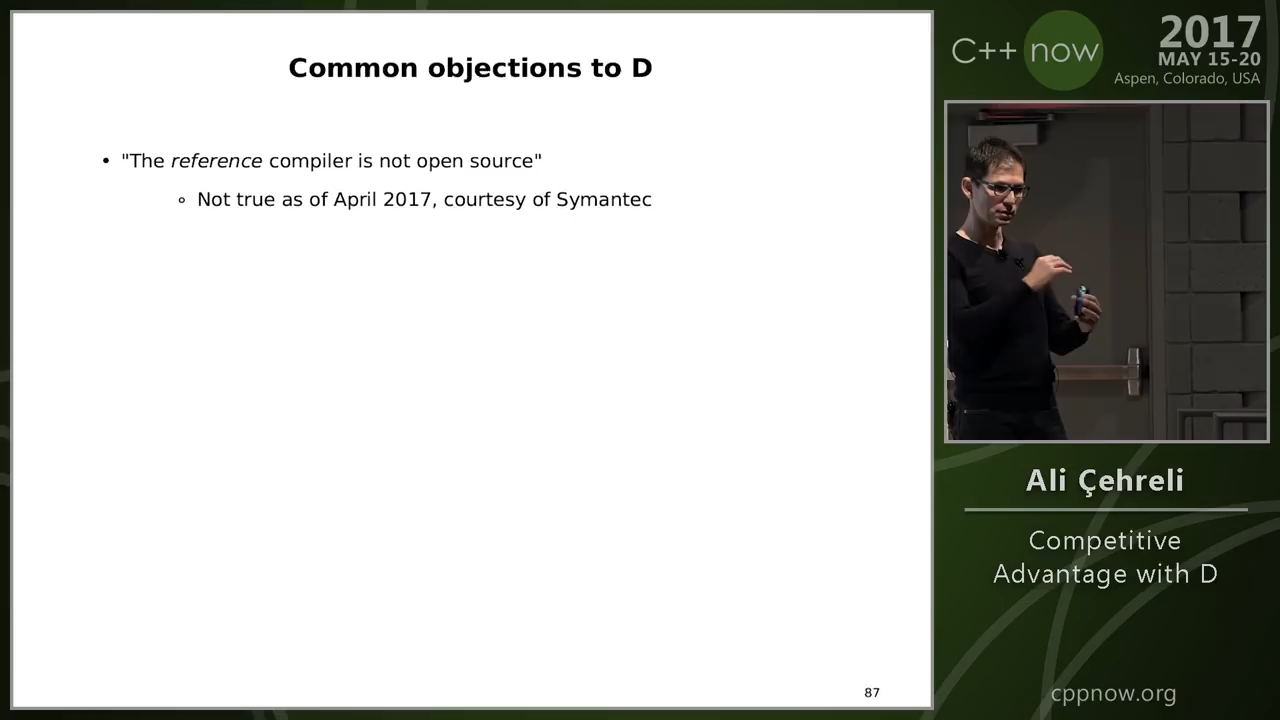 Common objections to D
• "The reference compiler is not open source"
◦ Not true as of April 2017, courtesy of Symantec
87
C++ now
2017
MAY 15-20
Aspen, Colorado, USA
Ali Çehreli
Competitive
Advantage with D
cppnow.org